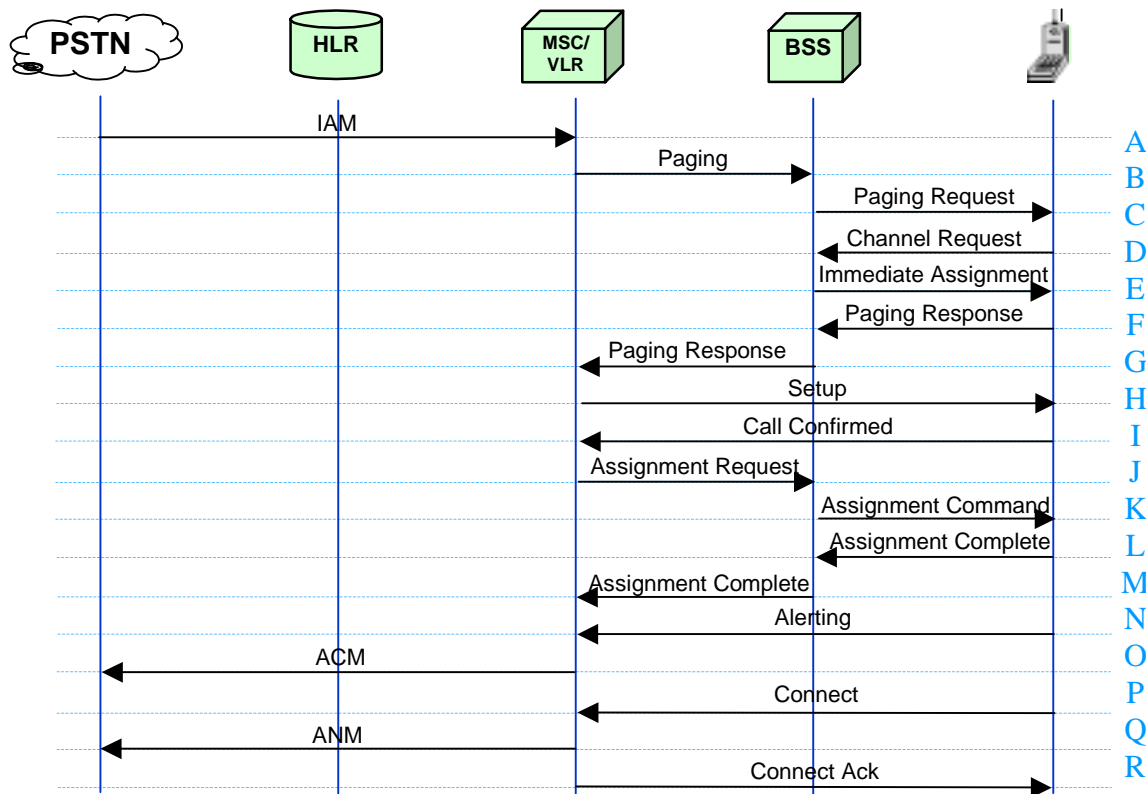 PSTN
HLR
MSC/
VLR
BSS
IAM
A
Paging
B
Paging Request
C
Channel Request
D
Immediate Assignment
E
Paging Response
F
Paging Response
G
Setup
H
Call Confirmed
I
Assignment Request
J
Assignment Command
K
Assignment Complete
L
Assignment Complete
M
Alerting
N
ACM
O
Connect
P
ANM
Q
Connect Ack
R